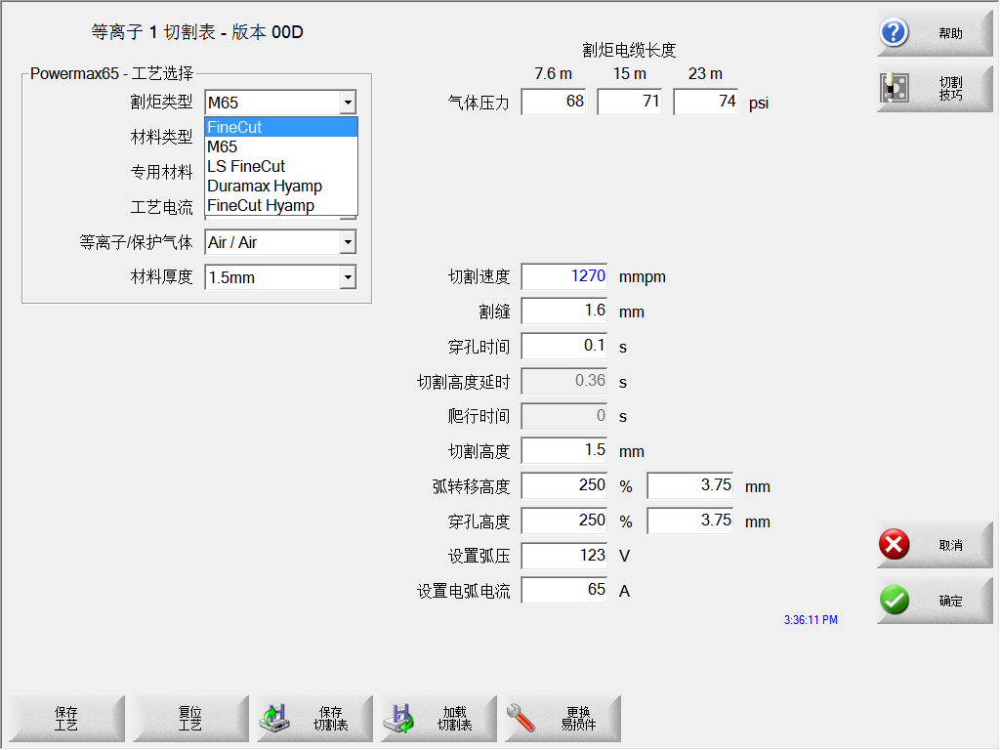 等离子 1 切割表 - 版本 00D
Powermax65 - 工艺选择
割炬类型 M65
FineCut
M65
LS FineCut
Duramax Hyamp
FineCut Hyamp
材料类型
专用材料
工艺电流
等离子/保护气体 Air / Air
材料厚度 1.5mm
割炬电缆长度
7.6 m 15 m 23 m
气体压力 68 71 74 psi
切割速度 1270 mmpm
割缝 1.6 mm
穿孔时间 0.1 s
切割高度延时 0.36 s
爬行时间 0 s
切割高度 1.5 mm
弧转移高度 250 % 3.75 mm
穿孔高度 250 % 3.75 mm
设置弧压 123 V
设置电弧电流 65 A
3:36:11 PM
帮助
切割
技巧
取消
确定
保存
工艺
复位
工艺
保存
切割表
加载
切割表
更换
易损件